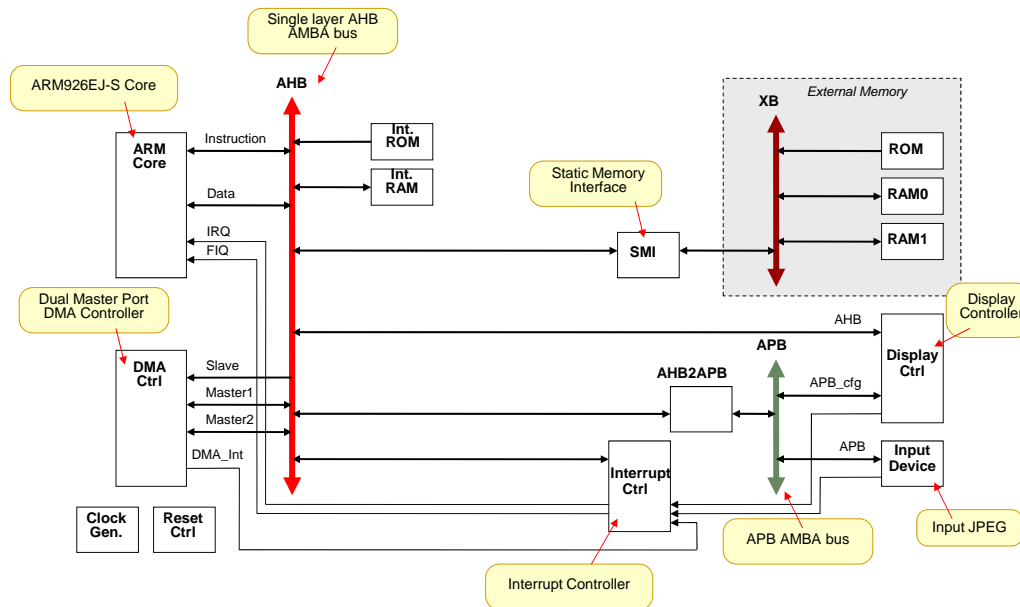 Single layer AHB
AMBA bus
ARM926EJ-S Core
AHB
External Memory
XB
ARM
Core
Instruction
Int.
ROM
ROM
Data
Int.
RAM
Static Memory
Interface
RAM0
IRQ
FIQ
SMI
RAM1
Dual Master Port
DMA Controller
Display
Controller
AHB
DMA
Ctrl
Slave
APB
Display
Ctrl
AHB2APB
Master1
APB_cfg
Master2
DMA_Int
APB
Input
Device
Interrupt
Ctrl
Clock
Gen.
Reset
Ctrl
APB AMBA bus
Input JPEG
Interrupt Controller